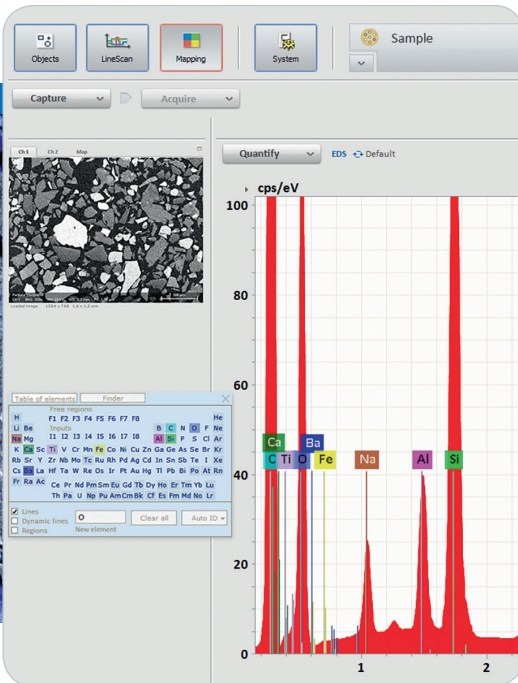 Objects
LineScan
Mapping
System
Sample
Capture
Acquire
Ch 1 Ch 2 Map
Quantify
EDS Default
cps/eV
100
80
60
40
20
0
1 2
Ca Ba
C Ti O Fe Na Al Si
Table of elements Finder
Free regions
H F1 F2 F3 F4 F5 F6 F7 F8 He
Li Be Inputs B C N O F Ne
Na Mg I1 I2 I3 I4 I5 I6 I7 I8 Al Si P S Cl Ar
K Ca Sc Ti V Cr Mn Fe Co Ni Cu Zn Ga Ge As Se Br Kr
Rb Sr Y Zr Nb Mo Tc Ru Rh Pd Ag Cd In Sn Sb Te I Xe
Cs Ba La Hf Ta W Re Os Ir Pt Au Hg Tl Pb Bi Po At Rn
Fr Ra Ac Ce Pr Nd Pm Sm Eu Gd Tb Dy Ho Er Tm Yb Lu
Th Pa U Np Pu Am Cm Bk Cf Es Fm Md No Lr
Lines
Dynamic lines O Clear all Auto ID
Regions New element